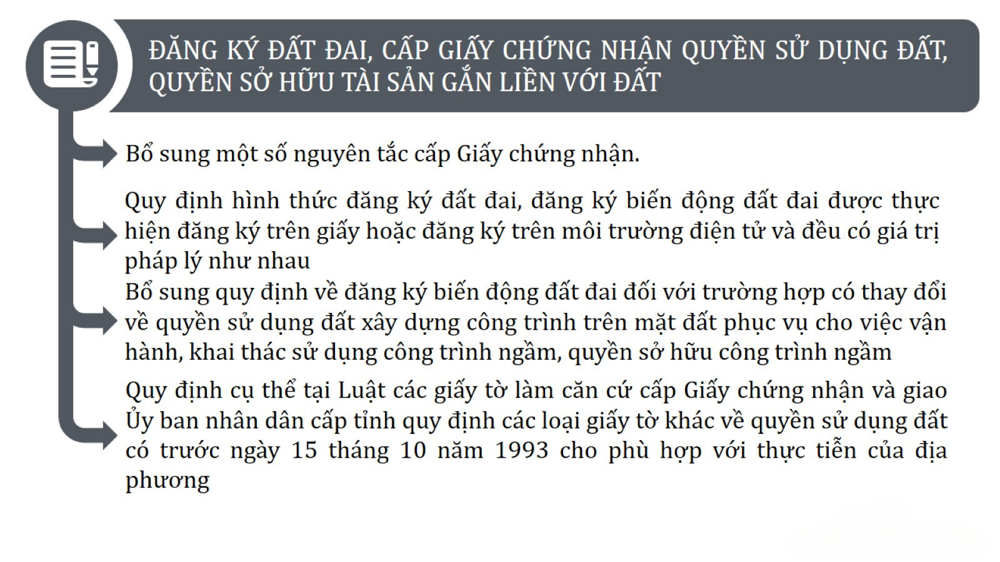 ĐĂNG KÝ ĐẤT ĐAI, CẤP GIẤY CHỨNG NHẬN QUYỀN SỬ DỤNG ĐẤT,
QUYỀN SỞ HỮU TÀI SẢN GẮN LIỀN VỚI ĐẤT
Bổ sung một số nguyên tắc cấp Giấy chứng nhận.
Quy định hình thức đăng ký đất đai, đăng ký biến động đất đai được thực
hiện đăng ký trên giấy hoặc đăng ký trên môi trường điện tử và đều có giá trị
pháp lý như nhau
Bổ sung quy định về đăng ký biến động đất đai đối với trường hợp có thay đổi
về quyền sử dụng đất xây dựng công trình trên mặt đất phục vụ cho việc vận
hành, khai thác sử dụng công trình ngầm, quyền sở hữu công trình ngầm
Quy định cụ thể tại Luật các giấy tờ làm căn cứ cấp Giấy chứng nhận và giao
Ủy ban nhân dân cấp tỉnh quy định các loại giấy tờ khác về quyền sử dụng đất
có trước ngày 15 tháng 10 năm 1993 cho phù hợp với thực tiễn của địa
phương